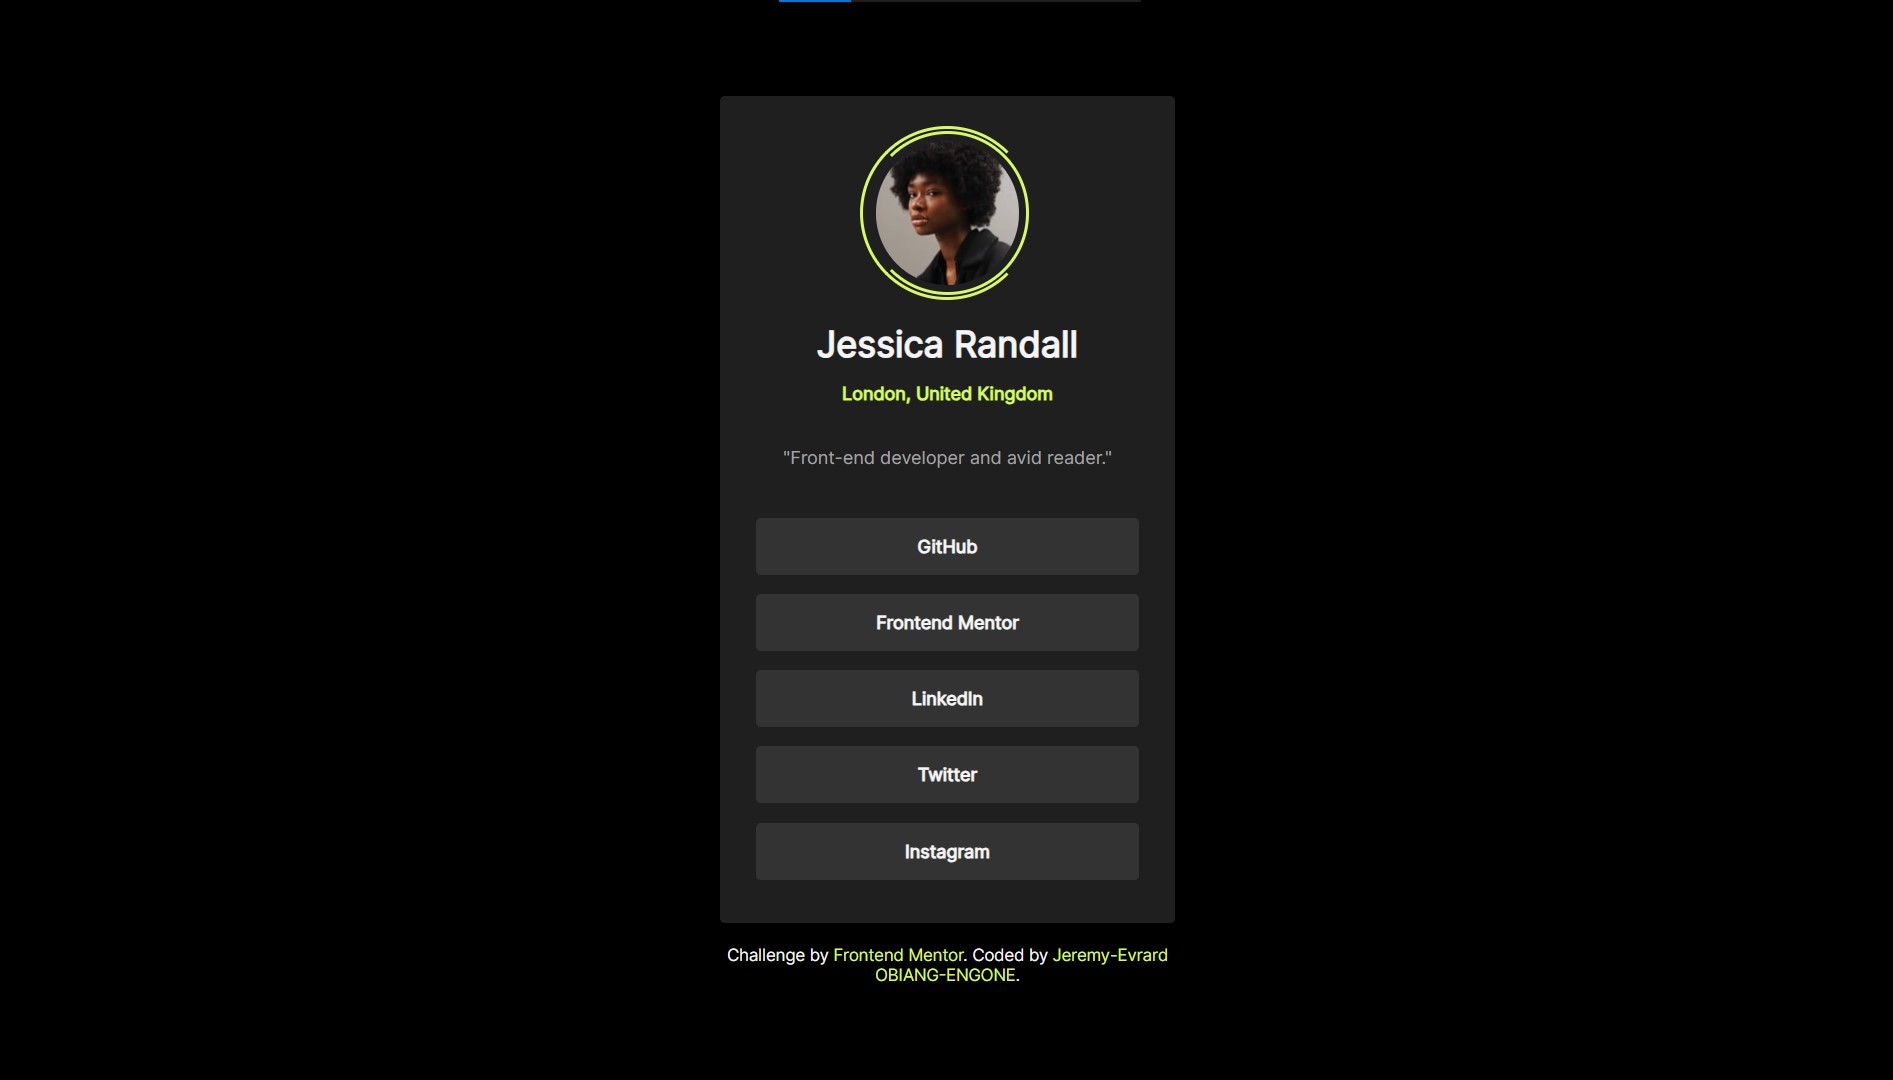 Jessica Randall
London, United Kingdom
"Front-end developer and avid reader."
GitHub
Frontend Mentor
LinkedIn
Twitter
Instagram
Challenge by Frontend Mentor. Coded by Jeremy-Evrard
OBIANG-ENGONE.